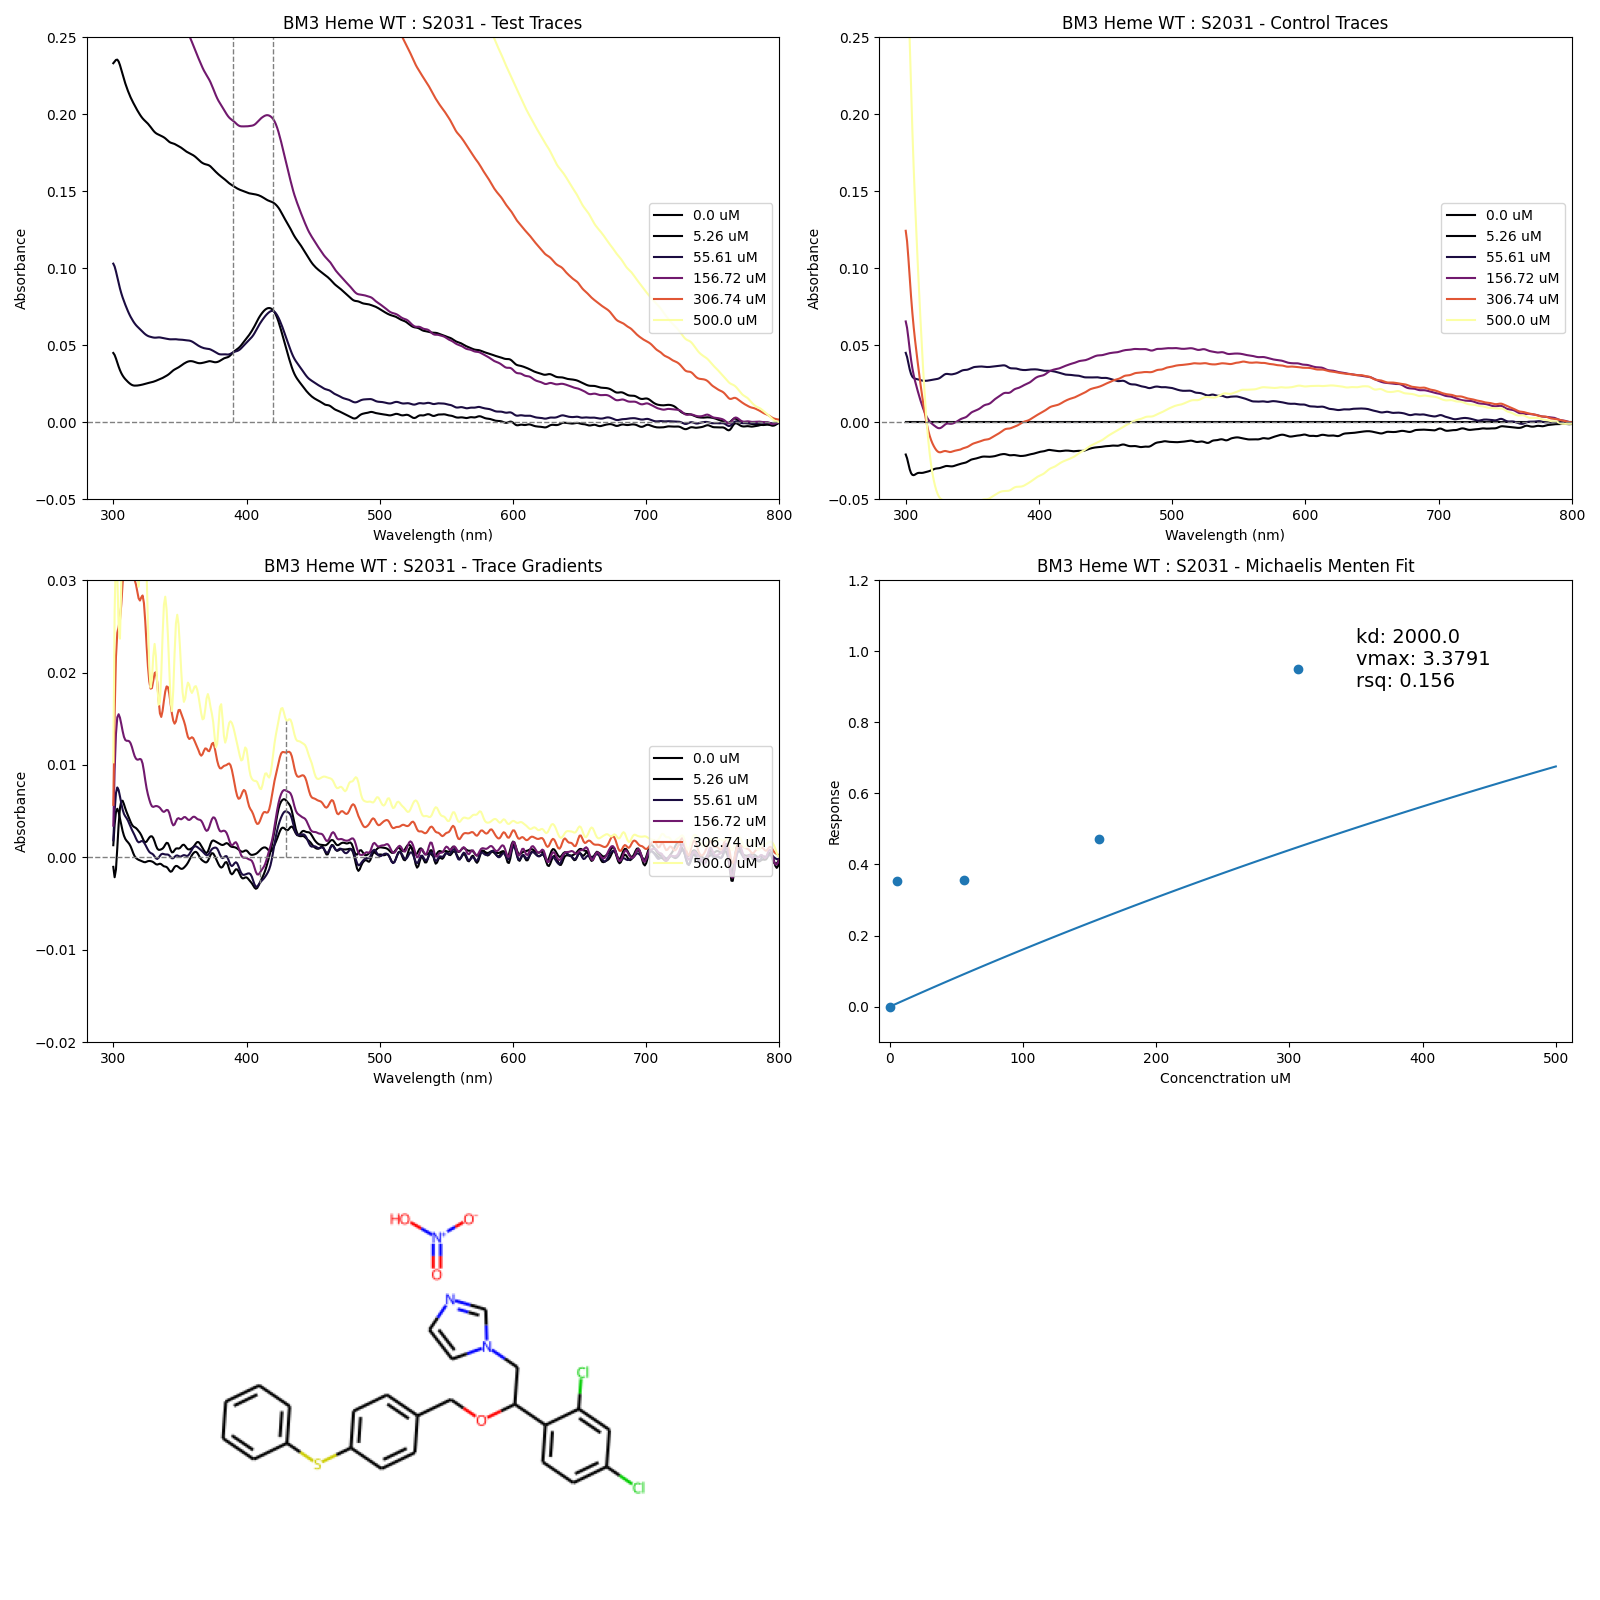 BM3 Heme WT : S2031 - Test Traces
Absorbance
0.25
0.20
0.15
0.10
0.05
0.00
−0.05
300 400 500 600 700 800
Wavelength (nm)
0.0 uM
5.26 uM
55.61 uM
156.72 uM
306.74 uM
500.0 uM
BM3 Heme WT : S2031 - Control Traces
Absorbance
0.25
0.20
0.15
0.10
0.05
0.00
−0.05
300 400 500 600 700 800
Wavelength (nm)
0.0 uM
5.26 uM
55.61 uM
156.72 uM
306.74 uM
500.0 uM
BM3 Heme WT : S2031 - Trace Gradients
Absorbance
0.03
0.02
0.01
0.00
−0.01
−0.02
300 400 500 600 700 800
Wavelength (nm)
0.0 uM
5.26 uM
55.61 uM
156.72 uM
306.74 uM
500.0 uM
BM3 Heme WT : S2031 - Michaelis Menten Fit
Response
1.2
1.0
0.8
0.6
0.4
0.2
0.0
0 100 200 300 400 500
Concenctration uM
kd: 2000.0
vmax: 3.3791
rsq: 0.156
HO O-
N+
O
N
N
Cl
O
S
Cl